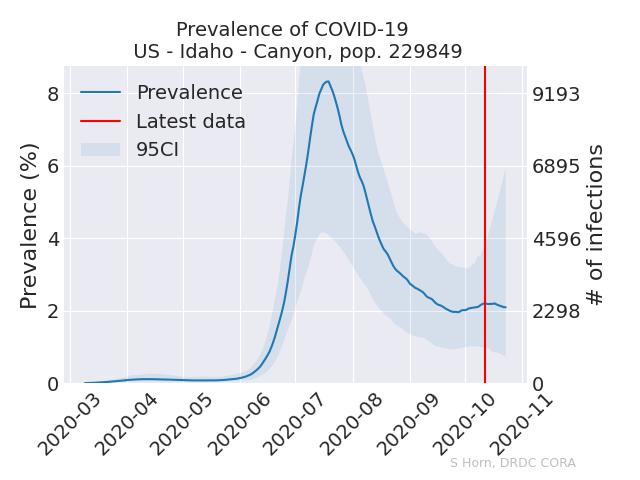 Prevalence of COVID-19
US - Idaho - Canyon, pop. 229849
Prevalence
Latest data
95CI
Prevalence (%)
8
6
4
2
0
9193
6895
4596
2298
0
# of infections
2020-03
2020-04
2020-05
2020-06
2020-07
2020-08
2020-09
2020-10
2020-11
S Horn, DRDC CORA